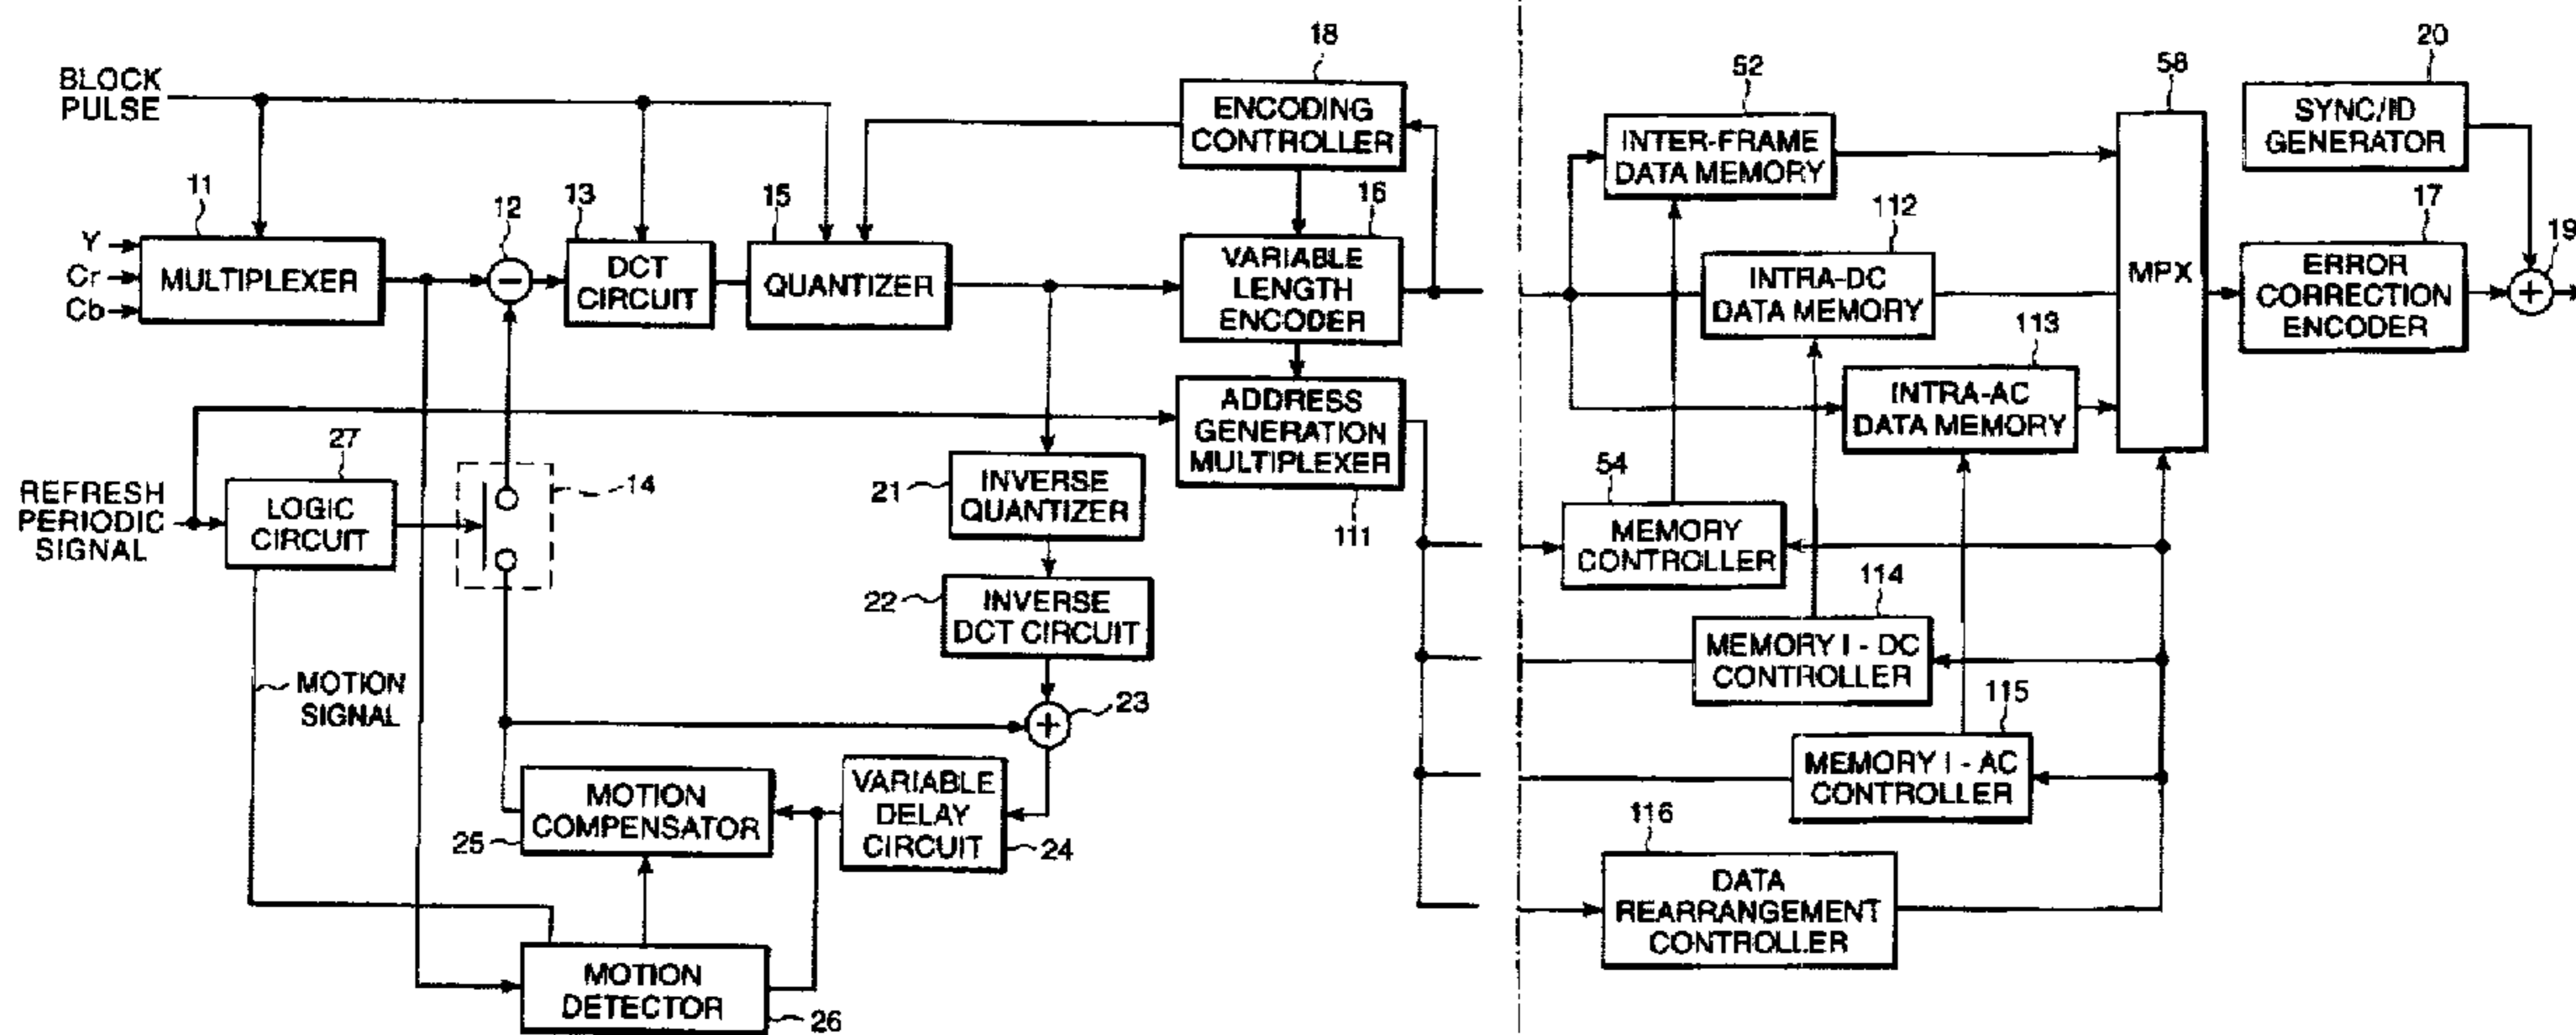 BLOCK
PULSE
18
ENCODING
CONTROLLER
52
INTER-FRAME
DATA MEMORY
58
MPX
20
SYNC/ID
GENERATOR
11
Y
Cr
Cb
MULTIPLEXER
12
−
13
DCT
CIRCUIT
15
QUANTIZER
16
VARIABLE
LENGTH
ENCODER
112
INTRA-DC
DATA MEMORY
17
ERROR
CORRECTION
ENCODER
19
+
113
INTRA-AC
DATA MEMORY
ADDRESS
GENERATION
MULTIPLEXER
111
REFRESH
PERIODIC
SIGNAL
27
LOGIC
CIRCUIT
14
21
INVERSE
QUANTIZER
54
MEMORY
CONTROLLER
22
INVERSE
DCT CIRCUIT
114
MEMORY I - DC
CONTROLLER
MOTION
SIGNAL
+
23
115
MEMORY I - AC
CONTROLLER
MOTION
COMPENSATOR
25
VARIABLE
DELAY
CIRCUIT
24
116
DATA
REARRANGEMENT
CONTROLLER
MOTION
DETECTOR
26